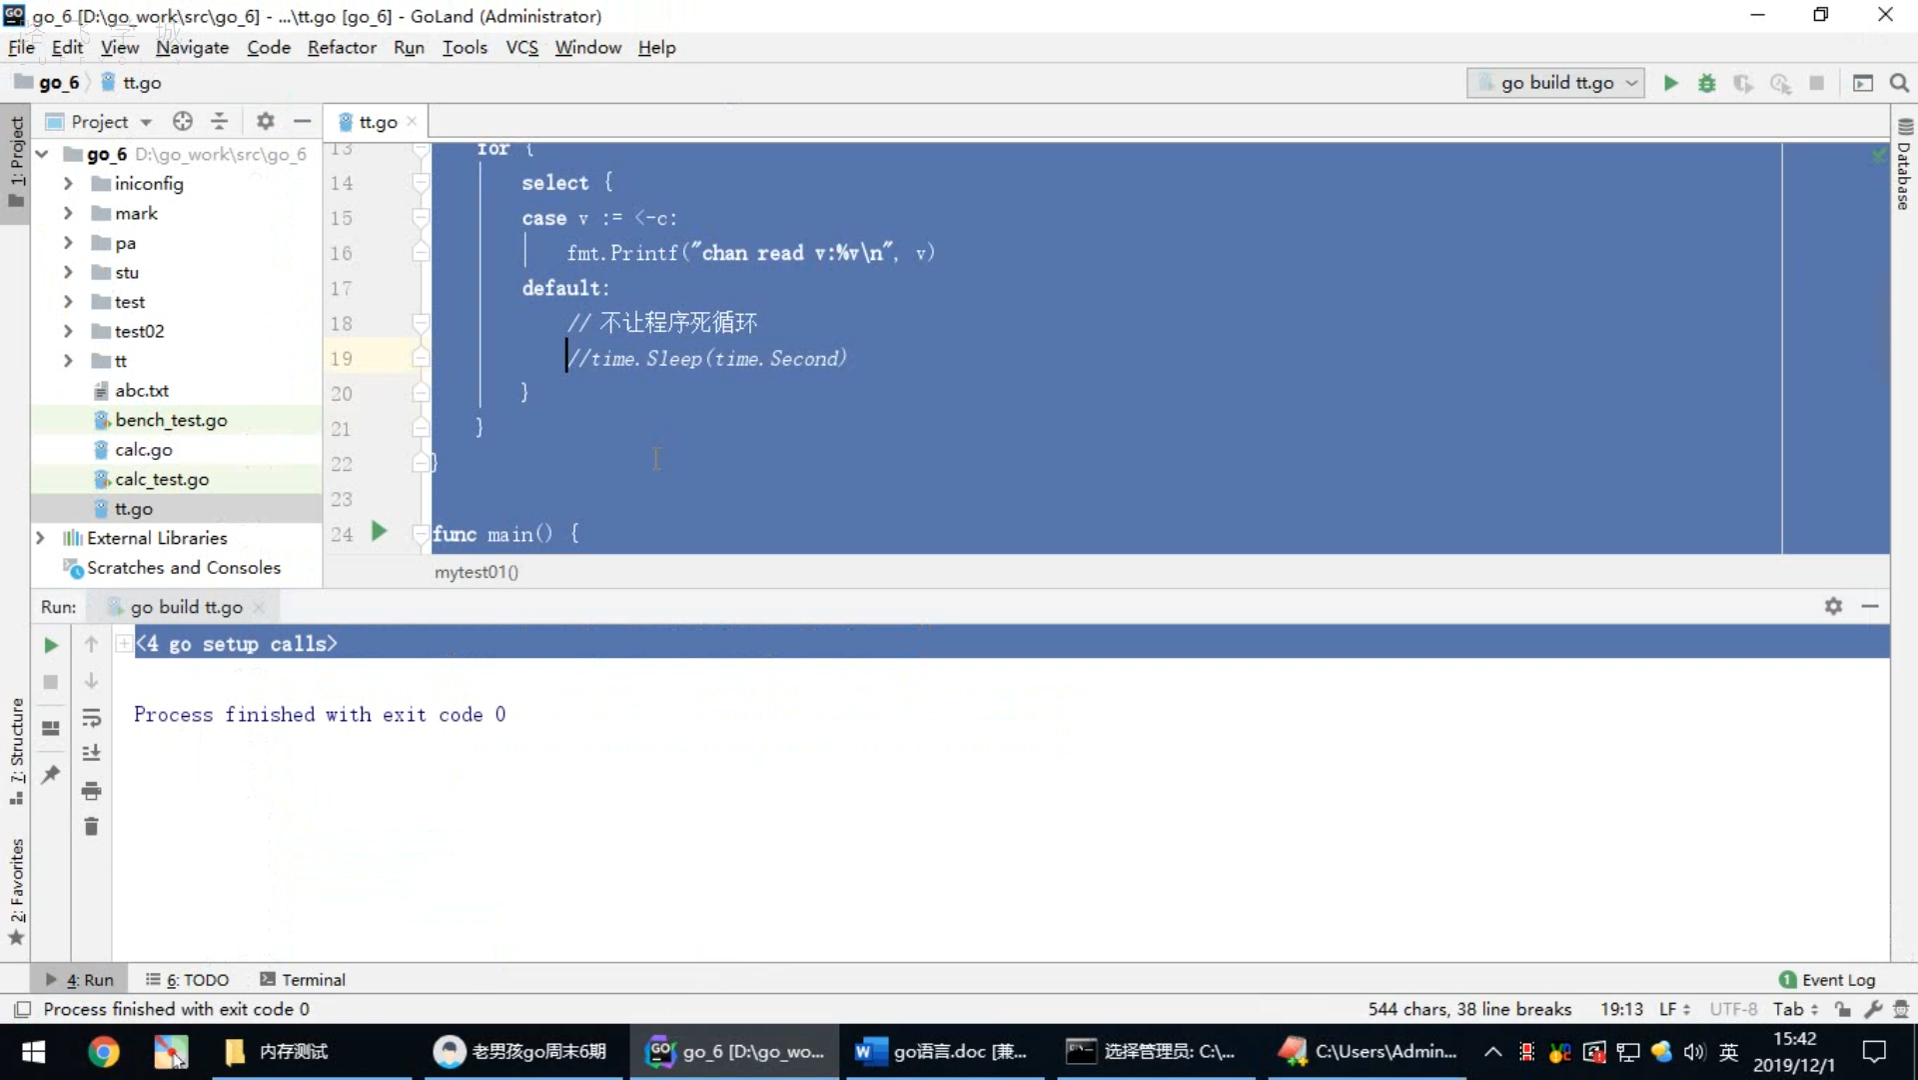 go_6 [D:\go_work\src\go_6] - ...\tt.go [go_6] - GoLand (Administrator)
File Edit View Navigate Code Refactor Run Tools VCS Window Help
go_6 tt.go
go build tt.go
1: Project
Project
tt.go
Database
go_6 D:\go_work\src\go_6
iniconfig
mark
pa
stu
test
test02
tt
abc.txt
bench_test.go
calc.go
calc_test.go
tt.go
External Libraries
Scratches and Consoles
13 for {
14 select {
15 case v := <-c:
16 fmt.Printf("chan read v:%v\n", v)
17 default:
18 // 不让程序死循环
19 //time.Sleep(time.Second)
20 }
21 }
22 }
23
24 func main() {
mytest01()
Run: go build tt.go
<4 go setup calls>
Process finished with exit code 0
7: Structure
2: Favorites
4: Run 6: TODO Terminal
1 Event Log
Process finished with exit code 0
544 chars, 38 line breaks 19:13 LF UTF-8 Tab
内存测试
老男孩go周末6期
go_6 [D:\go_wo...
go语言.doc [兼...
选择管理员: C:\...
C:\Users\Admin...
英
15:42
2019/12/1